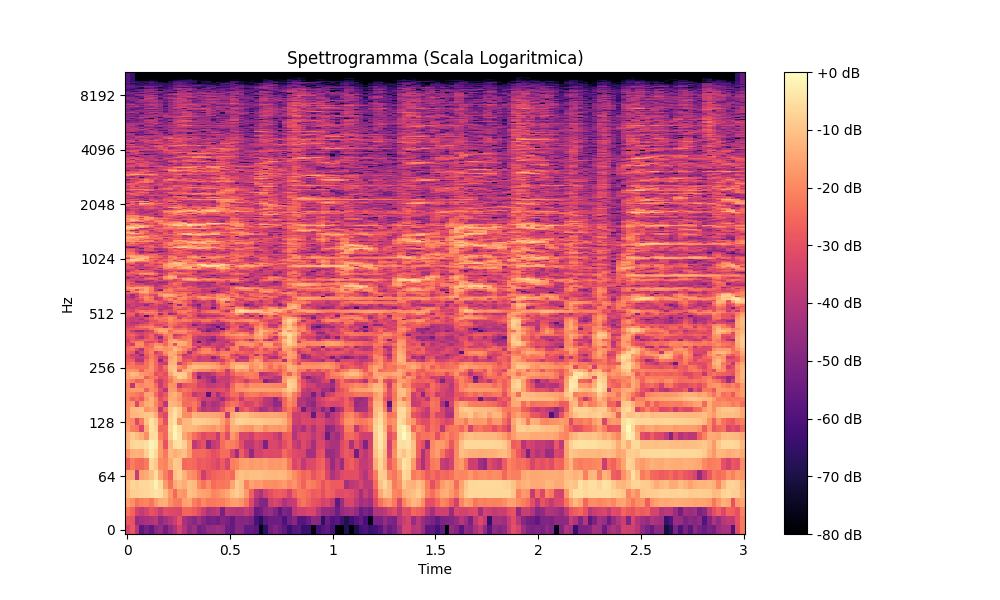 Spettrogramma (Scala Logaritmica)
Hz
8192
4096
2048
1024
512
256
128
64
0
0
0.5
1
1.5
2
2.5
3
Time
+0 dB
-10 dB
-20 dB
-30 dB
-40 dB
-50 dB
-60 dB
-70 dB
-80 dB